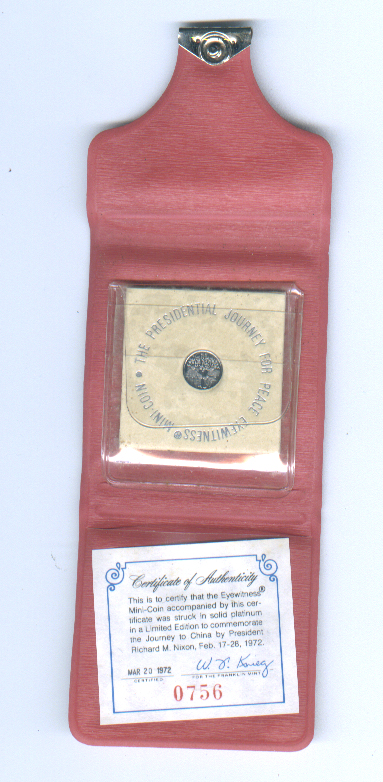 THE PRESIDENTIAL JOURNEY FOR PEACE EYEWITNESS® MINI-COIN •
Certificate of Authenticity
This is to certify that the Eyewitness®
Mini-Coin accompanied by this cer-
tificate was struck in solid platinum
in a Limited Edition to commemorate
the Journey to China by President
Richard M. Nixon, Feb. 17-28, 1972.
MAR 20 1972
CERTIFIED FOR THE FRANKLIN MINT
0756